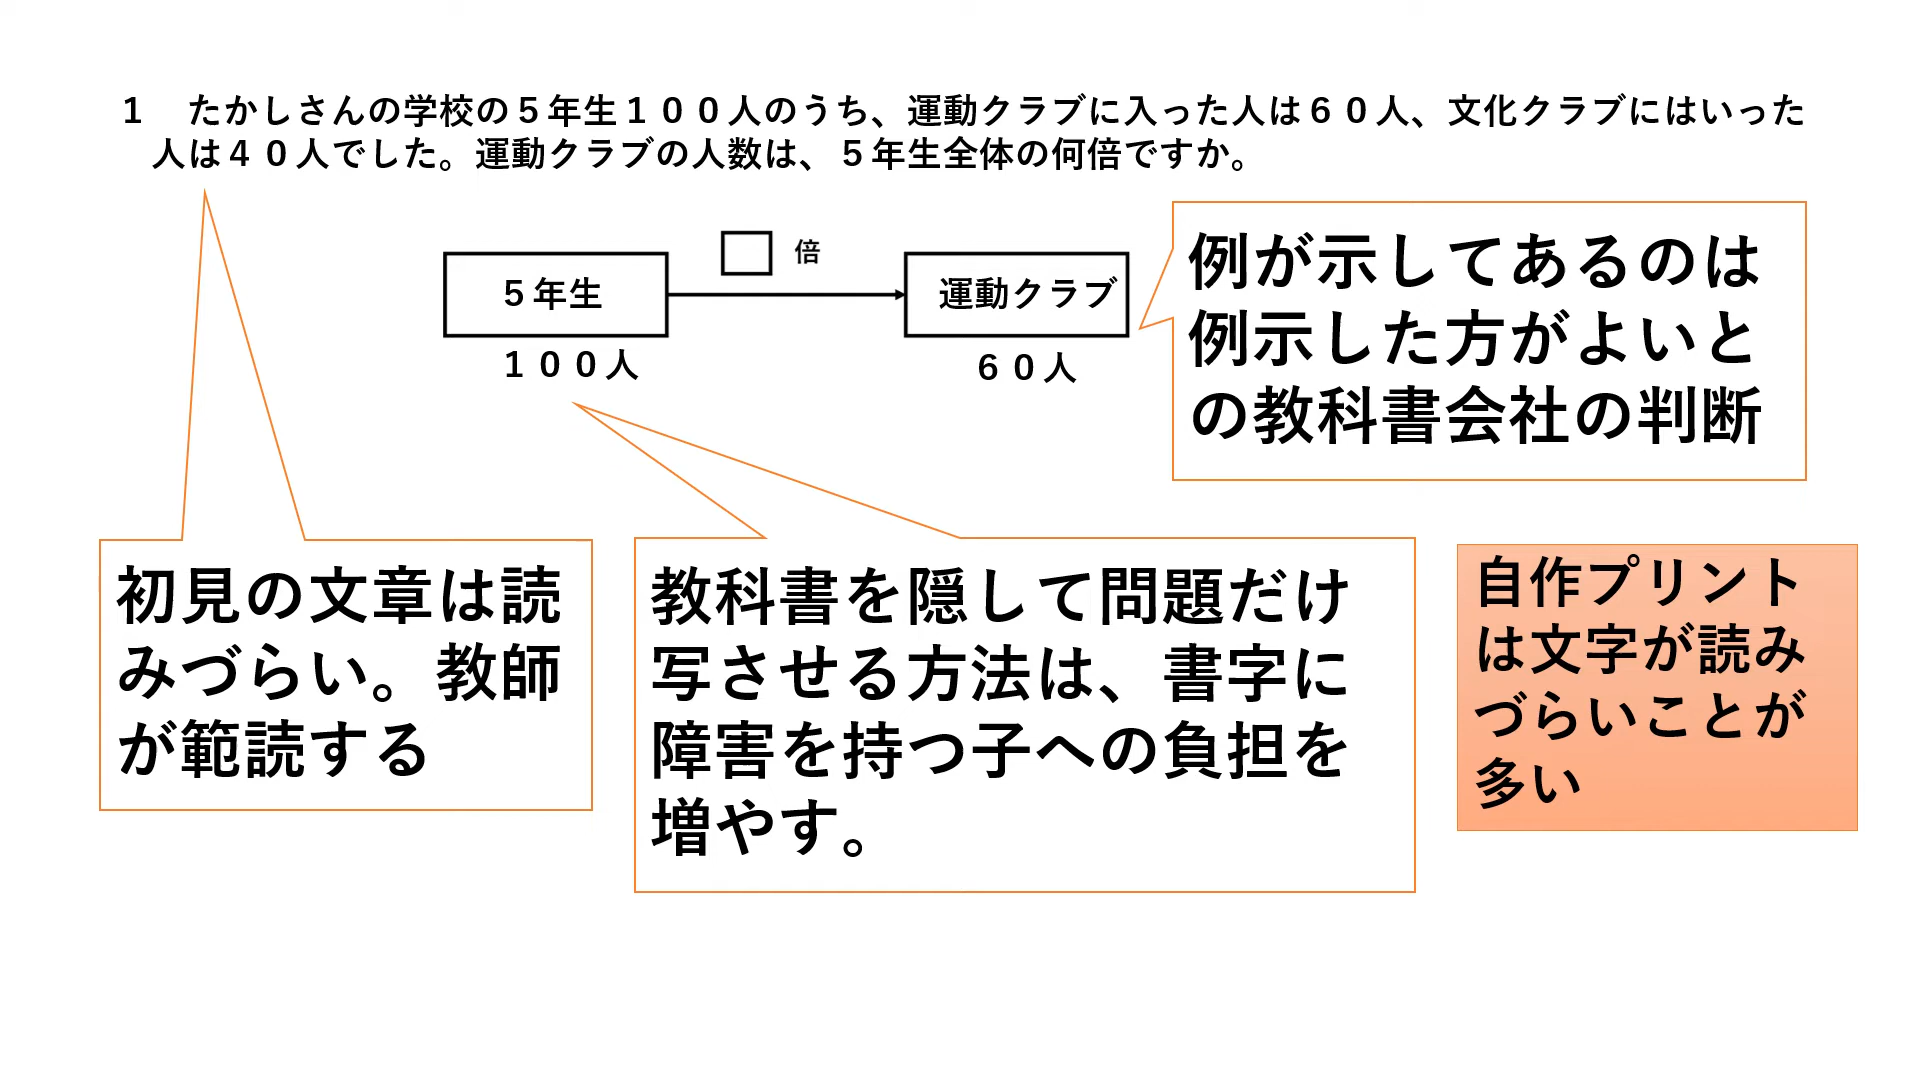 １　たかしさんの学校の５年生１００人のうち、運動クラブに入った人は６０人、文化クラブにはいった
人は４０人でした。運動クラブの人数は、５年生全体の何倍ですか。
倍
５年生
運動クラブ
１００人
６０人
例が示してあるのは
例示した方がよいと
の教科書会社の判断
初見の文章は読
みづらい。教師
が範読する
教科書を隠して問題だけ
写させる方法は、書字に
障害を持つ子への負担を
増やす。
自作プリント
は文字が読み
づらいことが
多い